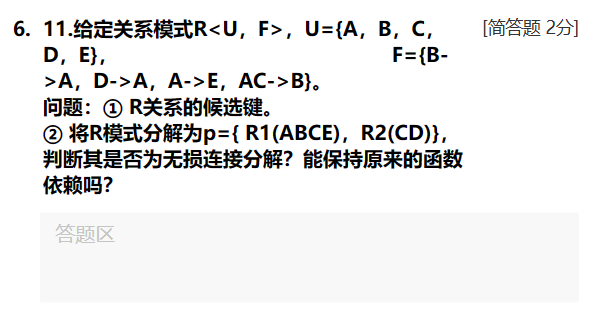 6. 11.给定关系模式R<U，F>，U={A，B，C， [简答题 2分]
D，E}， F={B-
>A，D->A，A->E，AC->B}。
问题：① R关系的候选键。
② 将R模式分解为p={ R1(ABCE)，R2(CD)}，
判断其是否为无损连接分解？能保持原来的函数
依赖吗？
答题区